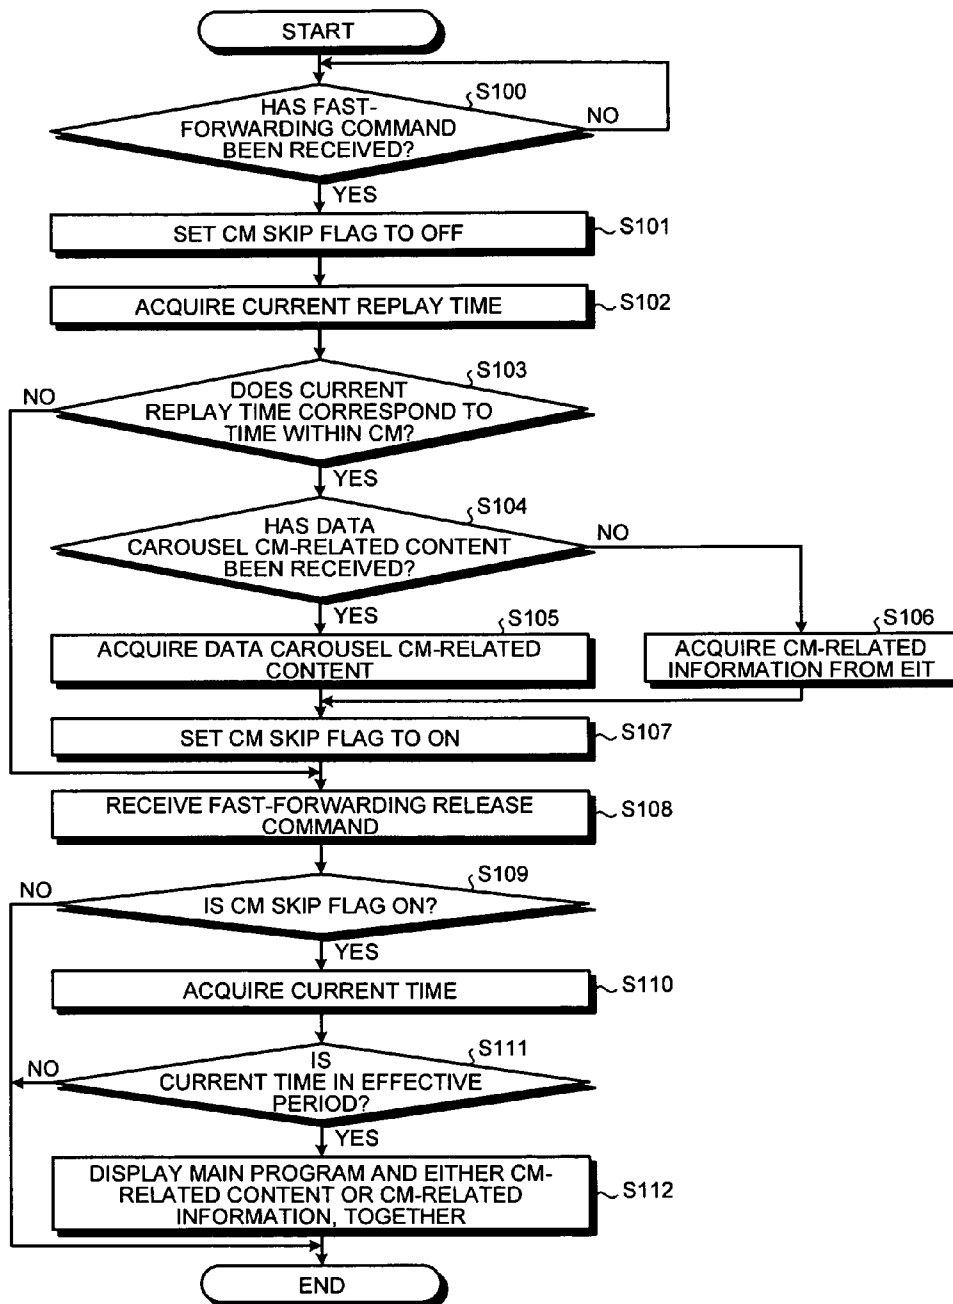 START
S100
HAS FAST-
FORWARDING COMMAND
BEEN RECEIVED?
NO
YES
SET CM SKIP FLAG TO OFF
S101
ACQUIRE CURRENT REPLAY TIME
S102
S103
NO
DOES CURRENT
REPLAY TIME CORRESPOND TO
TIME WITHIN CM?
YES
S104
HAS DATA
CAROUSEL CM-RELATED CONTENT
BEEN RECEIVED?
NO
YES
S105
ACQUIRE DATA CAROUSEL CM-RELATED
CONTENT
S106
ACQUIRE CM-RELATED
INFORMATION FROM EIT
SET CM SKIP FLAG TO ON
S107
RECEIVE FAST-FORWARDING RELEASE
COMMAND
S108
S109
NO
IS CM SKIP FLAG ON?
YES
ACQUIRE CURRENT TIME
S110
S111
NO
IS
CURRENT TIME IN EFFECTIVE
PERIOD?
YES
DISPLAY MAIN PROGRAM AND EITHER CM-
RELATED CONTENT OR CM-RELATED
INFORMATION, TOGETHER
S112
END